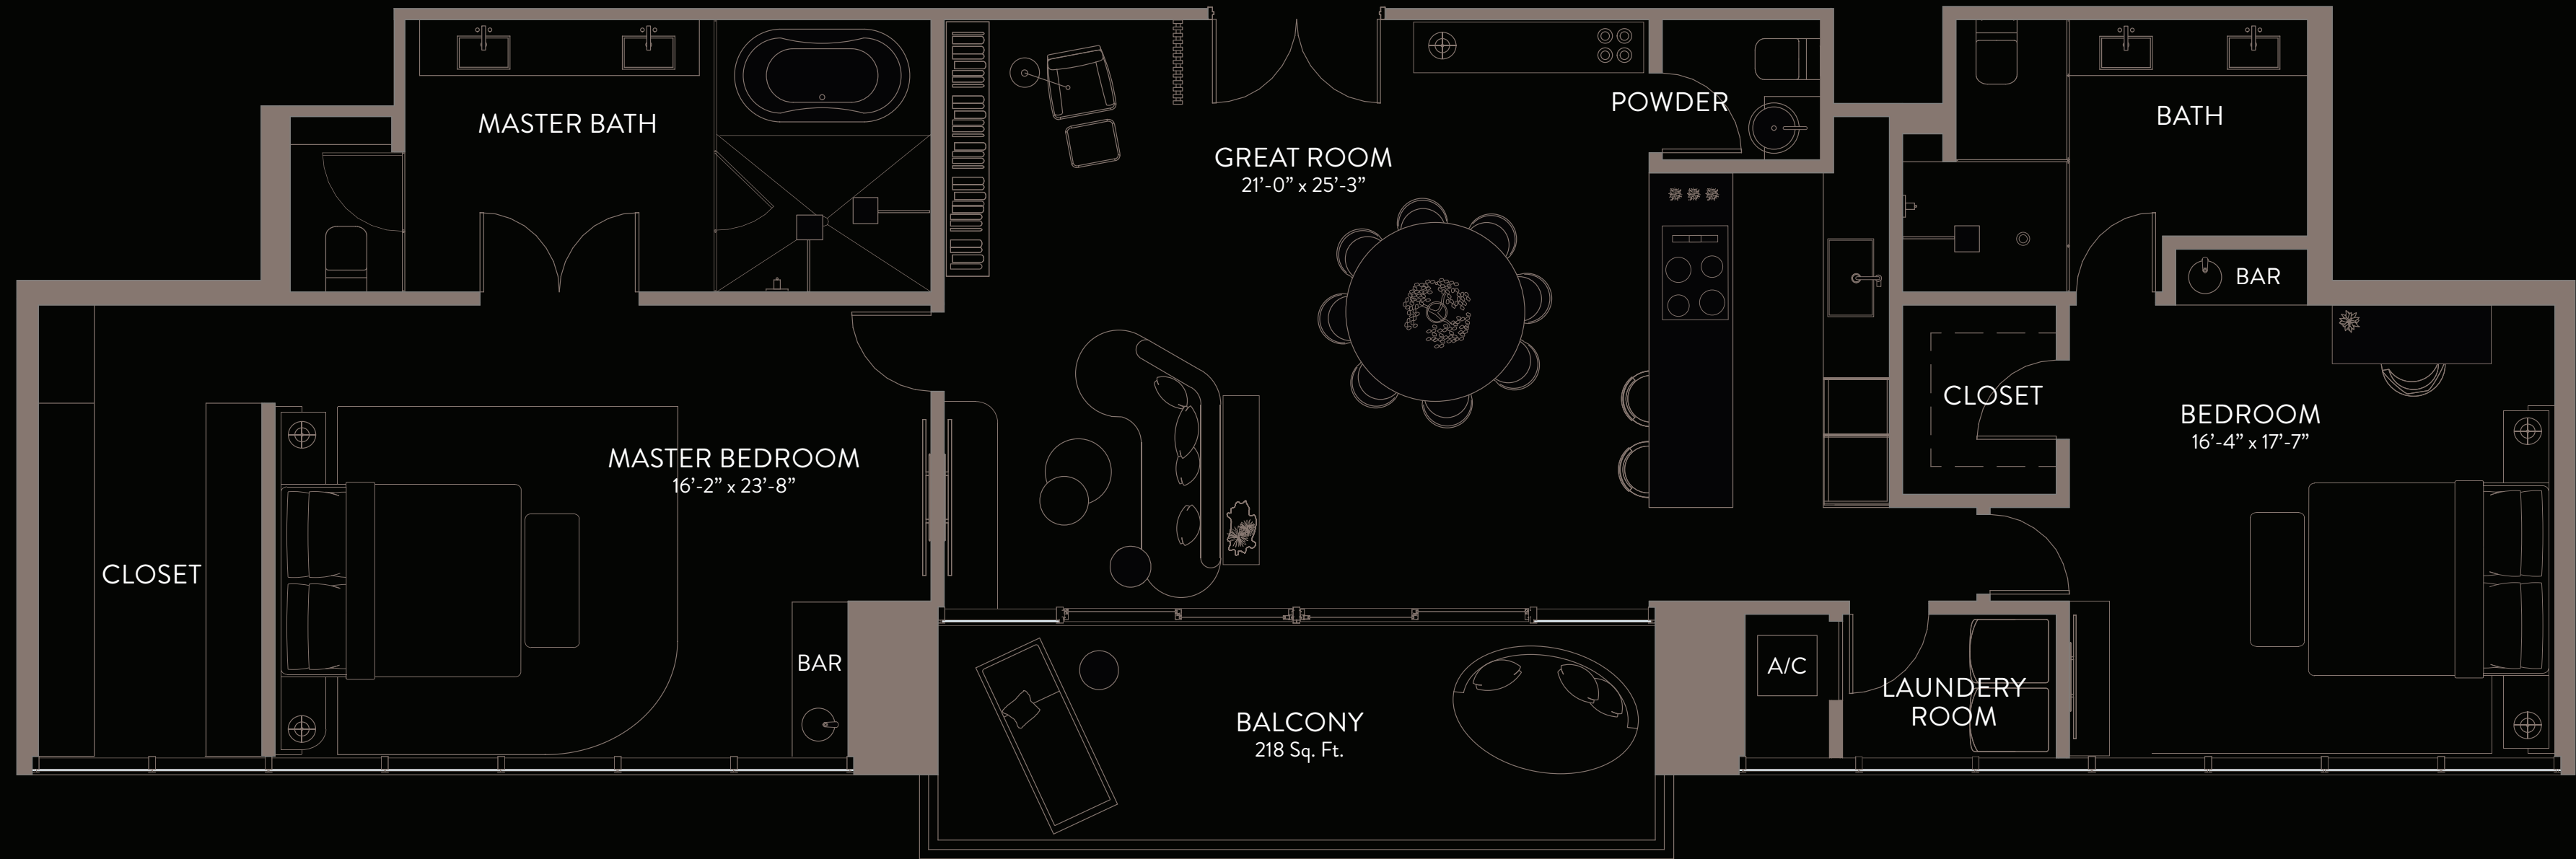 MASTER BATH
GREAT ROOM
21’-0” x 25’-3”
POWDER
BATH
BAR
CLOSET
BEDROOM
16’-4” x 17’-7”
MASTER BEDROOM
16’-2” x 23’-8”
CLOSET
BAR
BALCONY
218 Sq. Ft.
A/C
LAUNDERY
ROOM